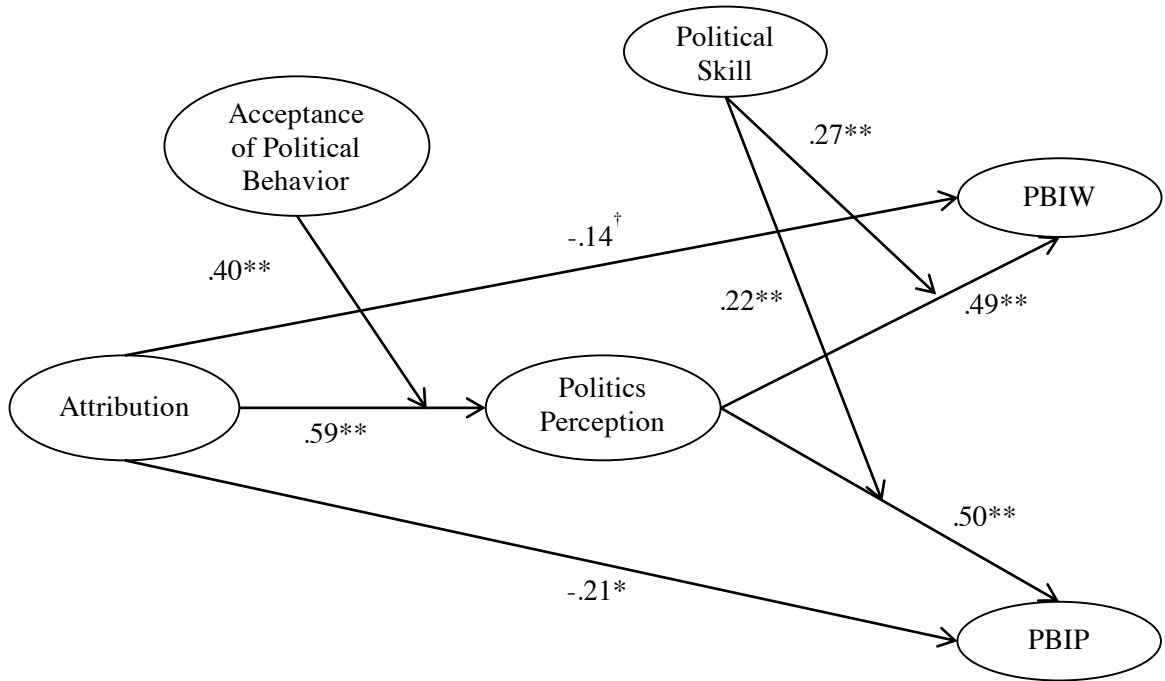 Political
Skill
Acceptance
of Political
Behavior
.27**
PBIW
-.14†
.40**
.22**
.49**
Attribution
Politics
Perception
.59**
.50**
-.21*
PBIP